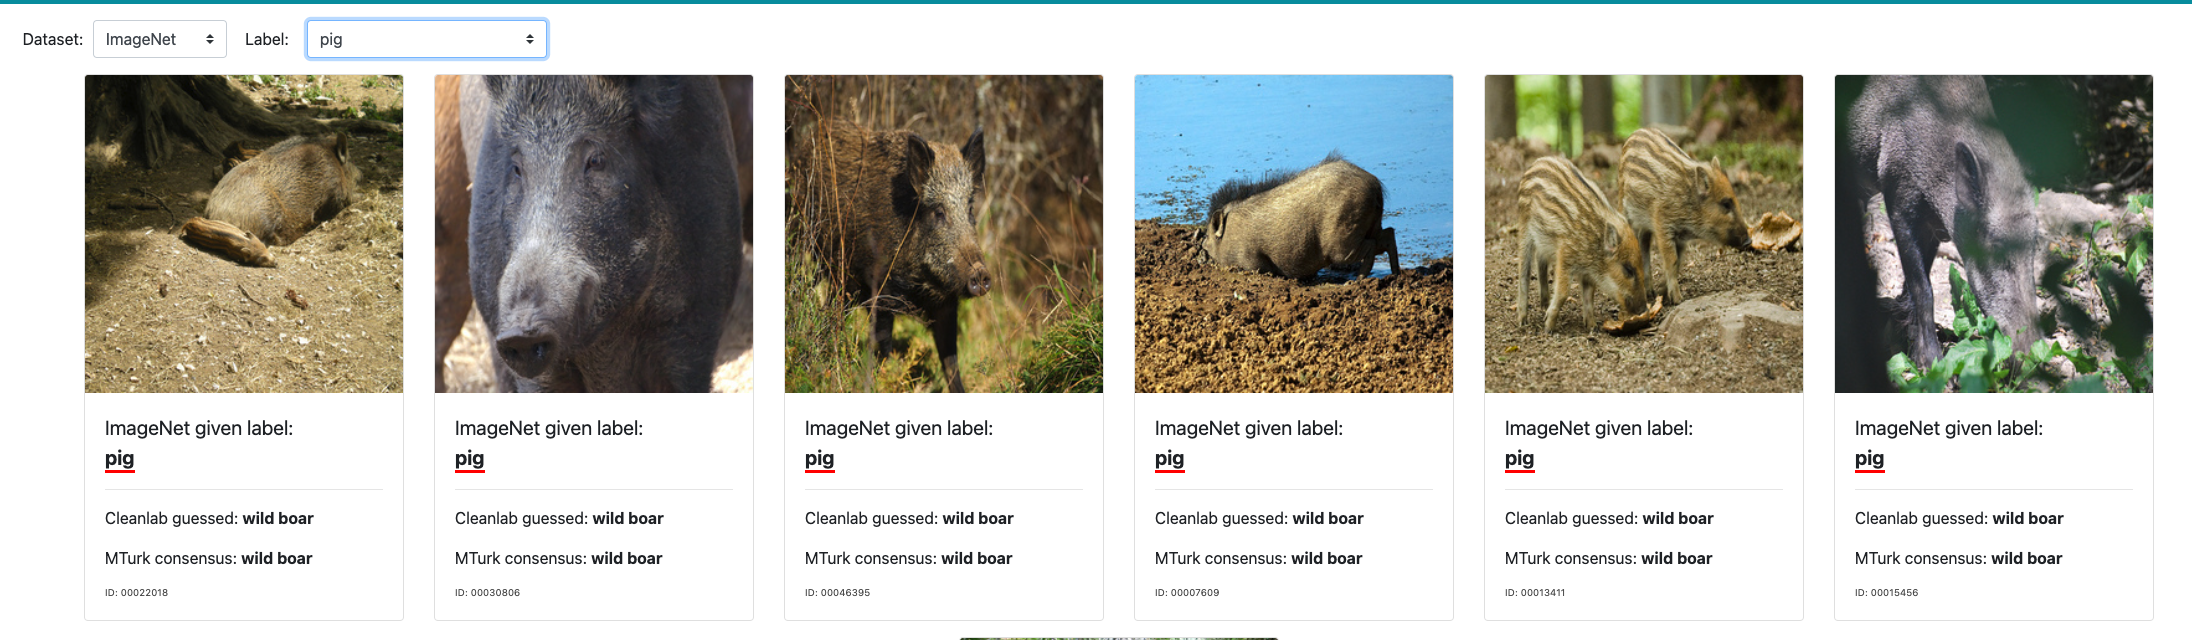 Dataset: ImageNet Label: pig
ImageNet given label:
pig
Cleanlab guessed: wild boar
MTurk consensus: wild boar
ID: 00022018
ImageNet given label:
pig
Cleanlab guessed: wild boar
MTurk consensus: wild boar
ID: 00030806
ImageNet given label:
pig
Cleanlab guessed: wild boar
MTurk consensus: wild boar
ID: 00046395
ImageNet given label:
pig
Cleanlab guessed: wild boar
MTurk consensus: wild boar
ID: 00007609
ImageNet given label:
pig
Cleanlab guessed: wild boar
MTurk consensus: wild boar
ID: 00013411
ImageNet given label:
pig
Cleanlab guessed: wild boar
MTurk consensus: wild boar
ID: 00015456